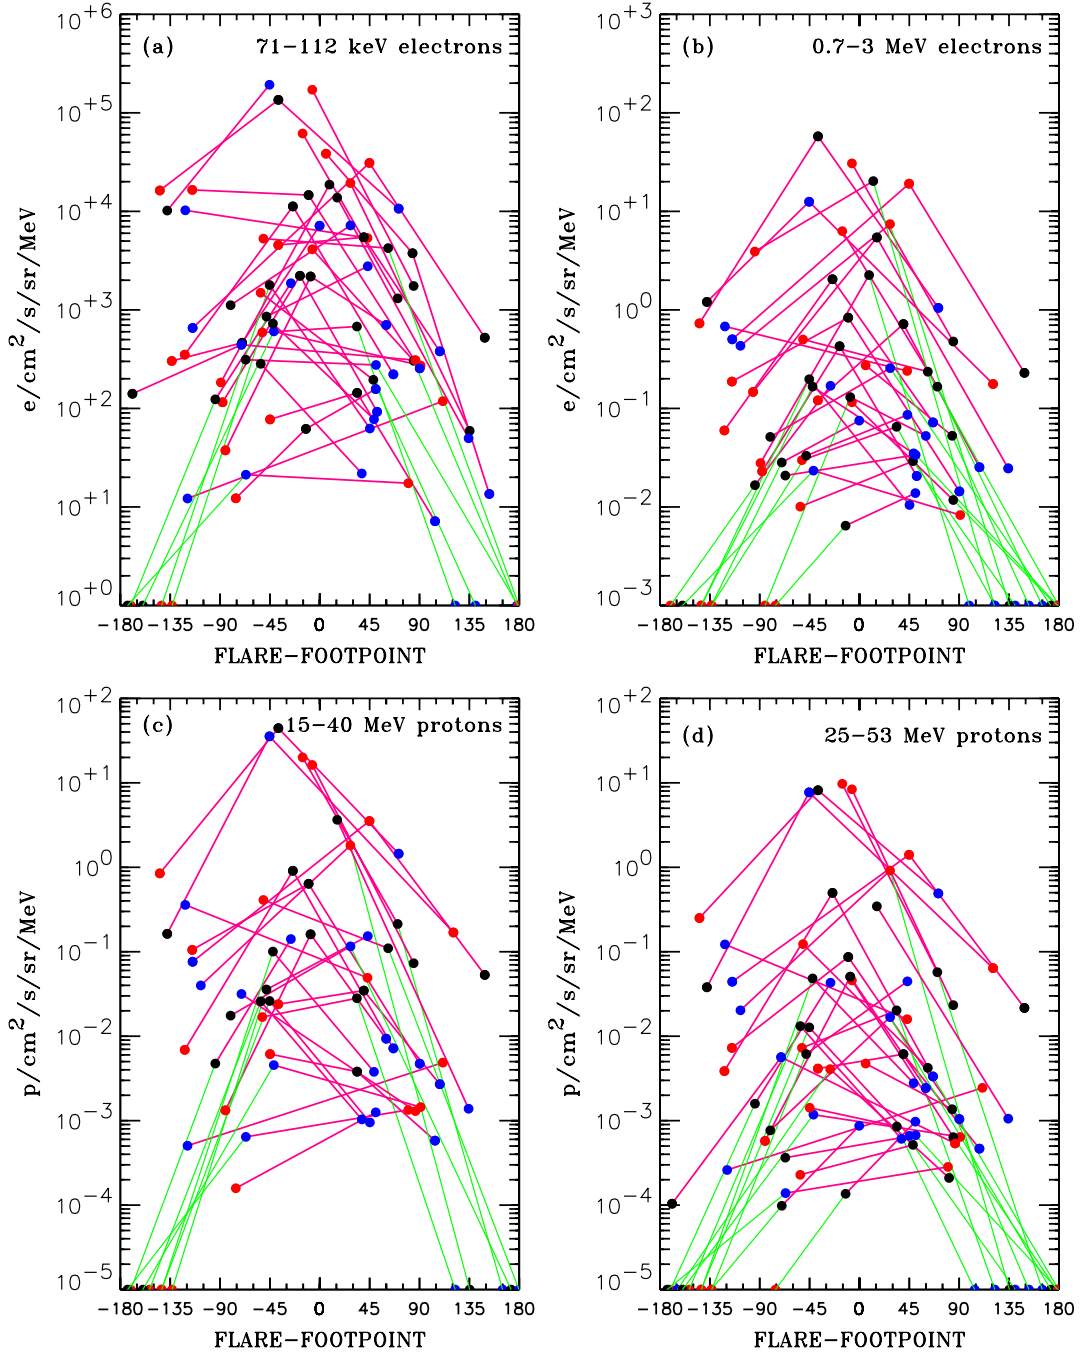 (a) 71−112 keV electrons
10+6
10+5
10+4
10+3
10+2
10+1
10+0
e/cm2/s/sr/MeV
−180 −135 −90 −45 0 45 90 135 180
FLARE−FOOTPOINT
(b) 0.7−3 MeV electrons
10+3
10+2
10+1
10+0
10−1
10−2
10−3
e/cm2/s/sr/MeV
−180 −135 −90 −45 0 45 90 135 180
FLARE−FOOTPOINT
(c) 15−40 MeV protons
10+2
10+1
10+0
10−1
10−2
10−3
10−4
10−5
p/cm2/s/sr/MeV
−180 −135 −90 −45 0 45 90 135 180
FLARE−FOOTPOINT
(d) 25−53 MeV protons
10+2
10+1
10+0
10−1
10−2
10−3
10−4
10−5
p/cm2/s/sr/MeV
−180 −135 −90 −45 0 45 90 135 180
FLARE−FOOTPOINT